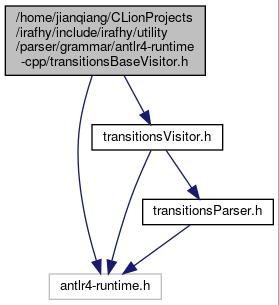 /home/jianqiang/CLionProjects
/irafhy/include/irafhy/utility
/parser/grammar/antlr4-runtime
-cpp/transitionsBaseVisitor.h
transitionsVisitor.h
transitionsParser.h
antlr4-runtime.h